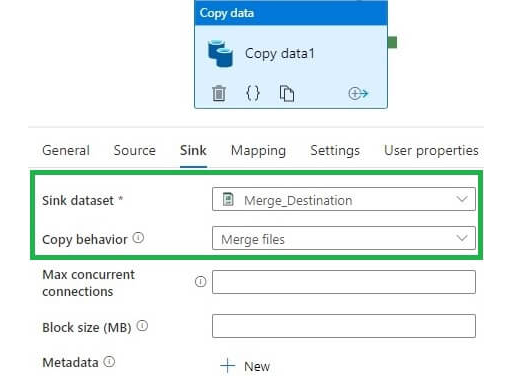 Copy data
Copy data1
{}
General Source Sink Mapping Settings User properties
Sink dataset * Merge_Destination
Copy behavior Merge files
Max concurrent
connections
Block size (MB)
Metadata + New